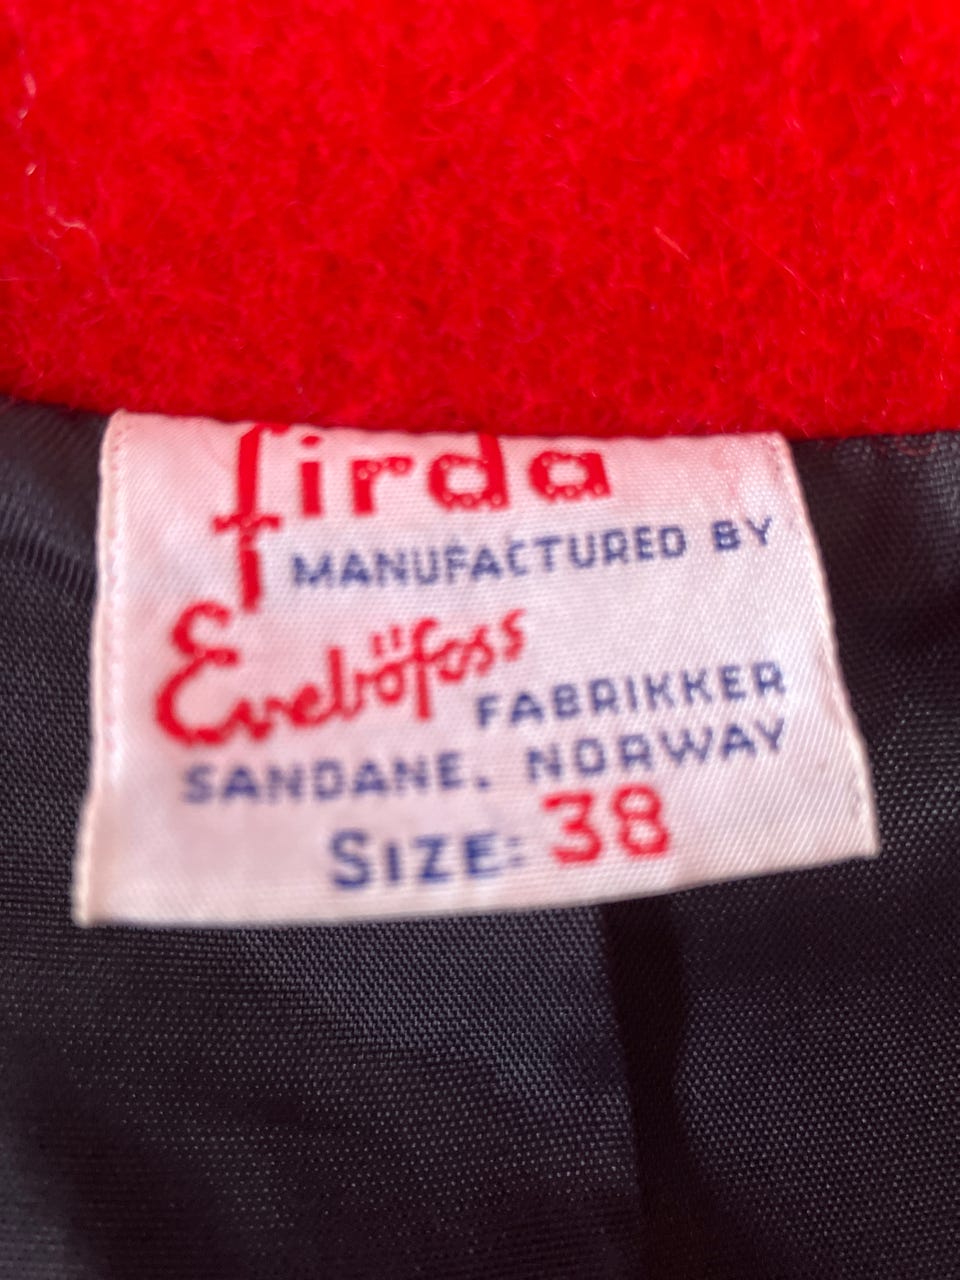 firda
MANUFACTURED BY
Eveböfoss
FABRIKKER
SANDANE. NORWAY
SIZE: 38